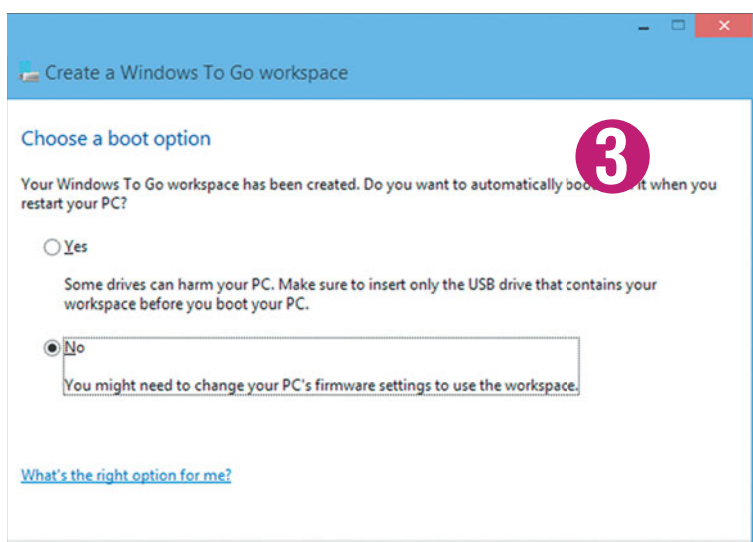 Create a Windows To Go workspace
Choose a boot option
3
Your Windows To Go workspace has been created. Do you want to automatically boo it when you
restart your PC?
Yes
Some drives can harm your PC. Make sure to insert only the USB drive that contains your
workspace before you boot your PC.
No
You might need to change your PC's firmware settings to use the workspace.
What's the right option for me?